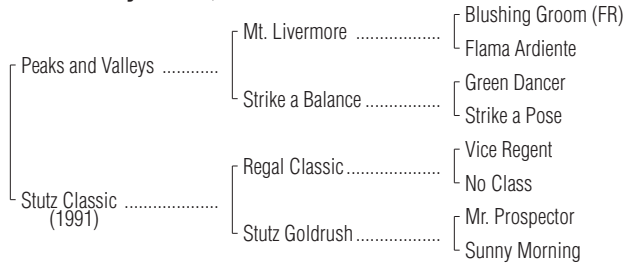 Blushing Groom (FR)
Mt. Livermore ..................
Flama Ardiente
Peaks and Valleys ............
Green Dancer
Strike a Balance ................
Strike a Pose
Vice Regent
Regal Classic ....................
No Class
Stutz Classic ....................
(1991)
Mr. Prospector
Stutz Goldrush ..................
Sunny Morning